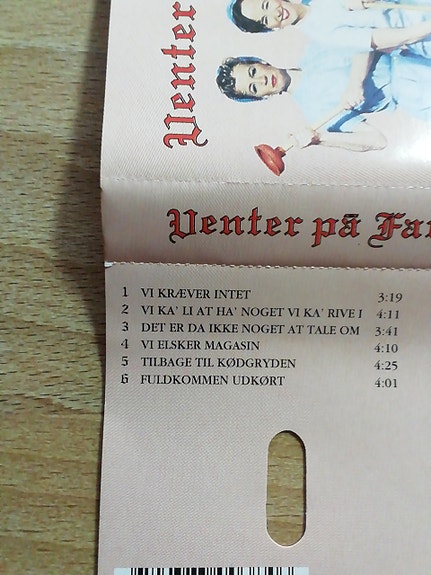 Venter
Venter på Far
1 VI KRÆVER INTET 3:19
2 VI KA' LI AT HA' NOGET VI KA' RIVE I 4:11
3 DET ER DA IKKE NOGET AT TALE OM 3:41
4 VI ELSKER MAGASIN 4:10
5 TILBAGE TIL KØDGRYDEN 4:25
6 FULDKOMMEN UDKØRT 4:01